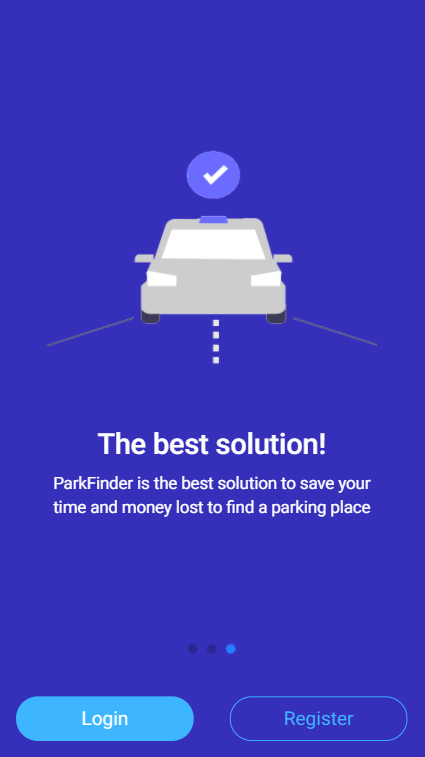 The best solution!
ParkFinder is the best solution to save your
time and money lost to find a parking place
Login
Register